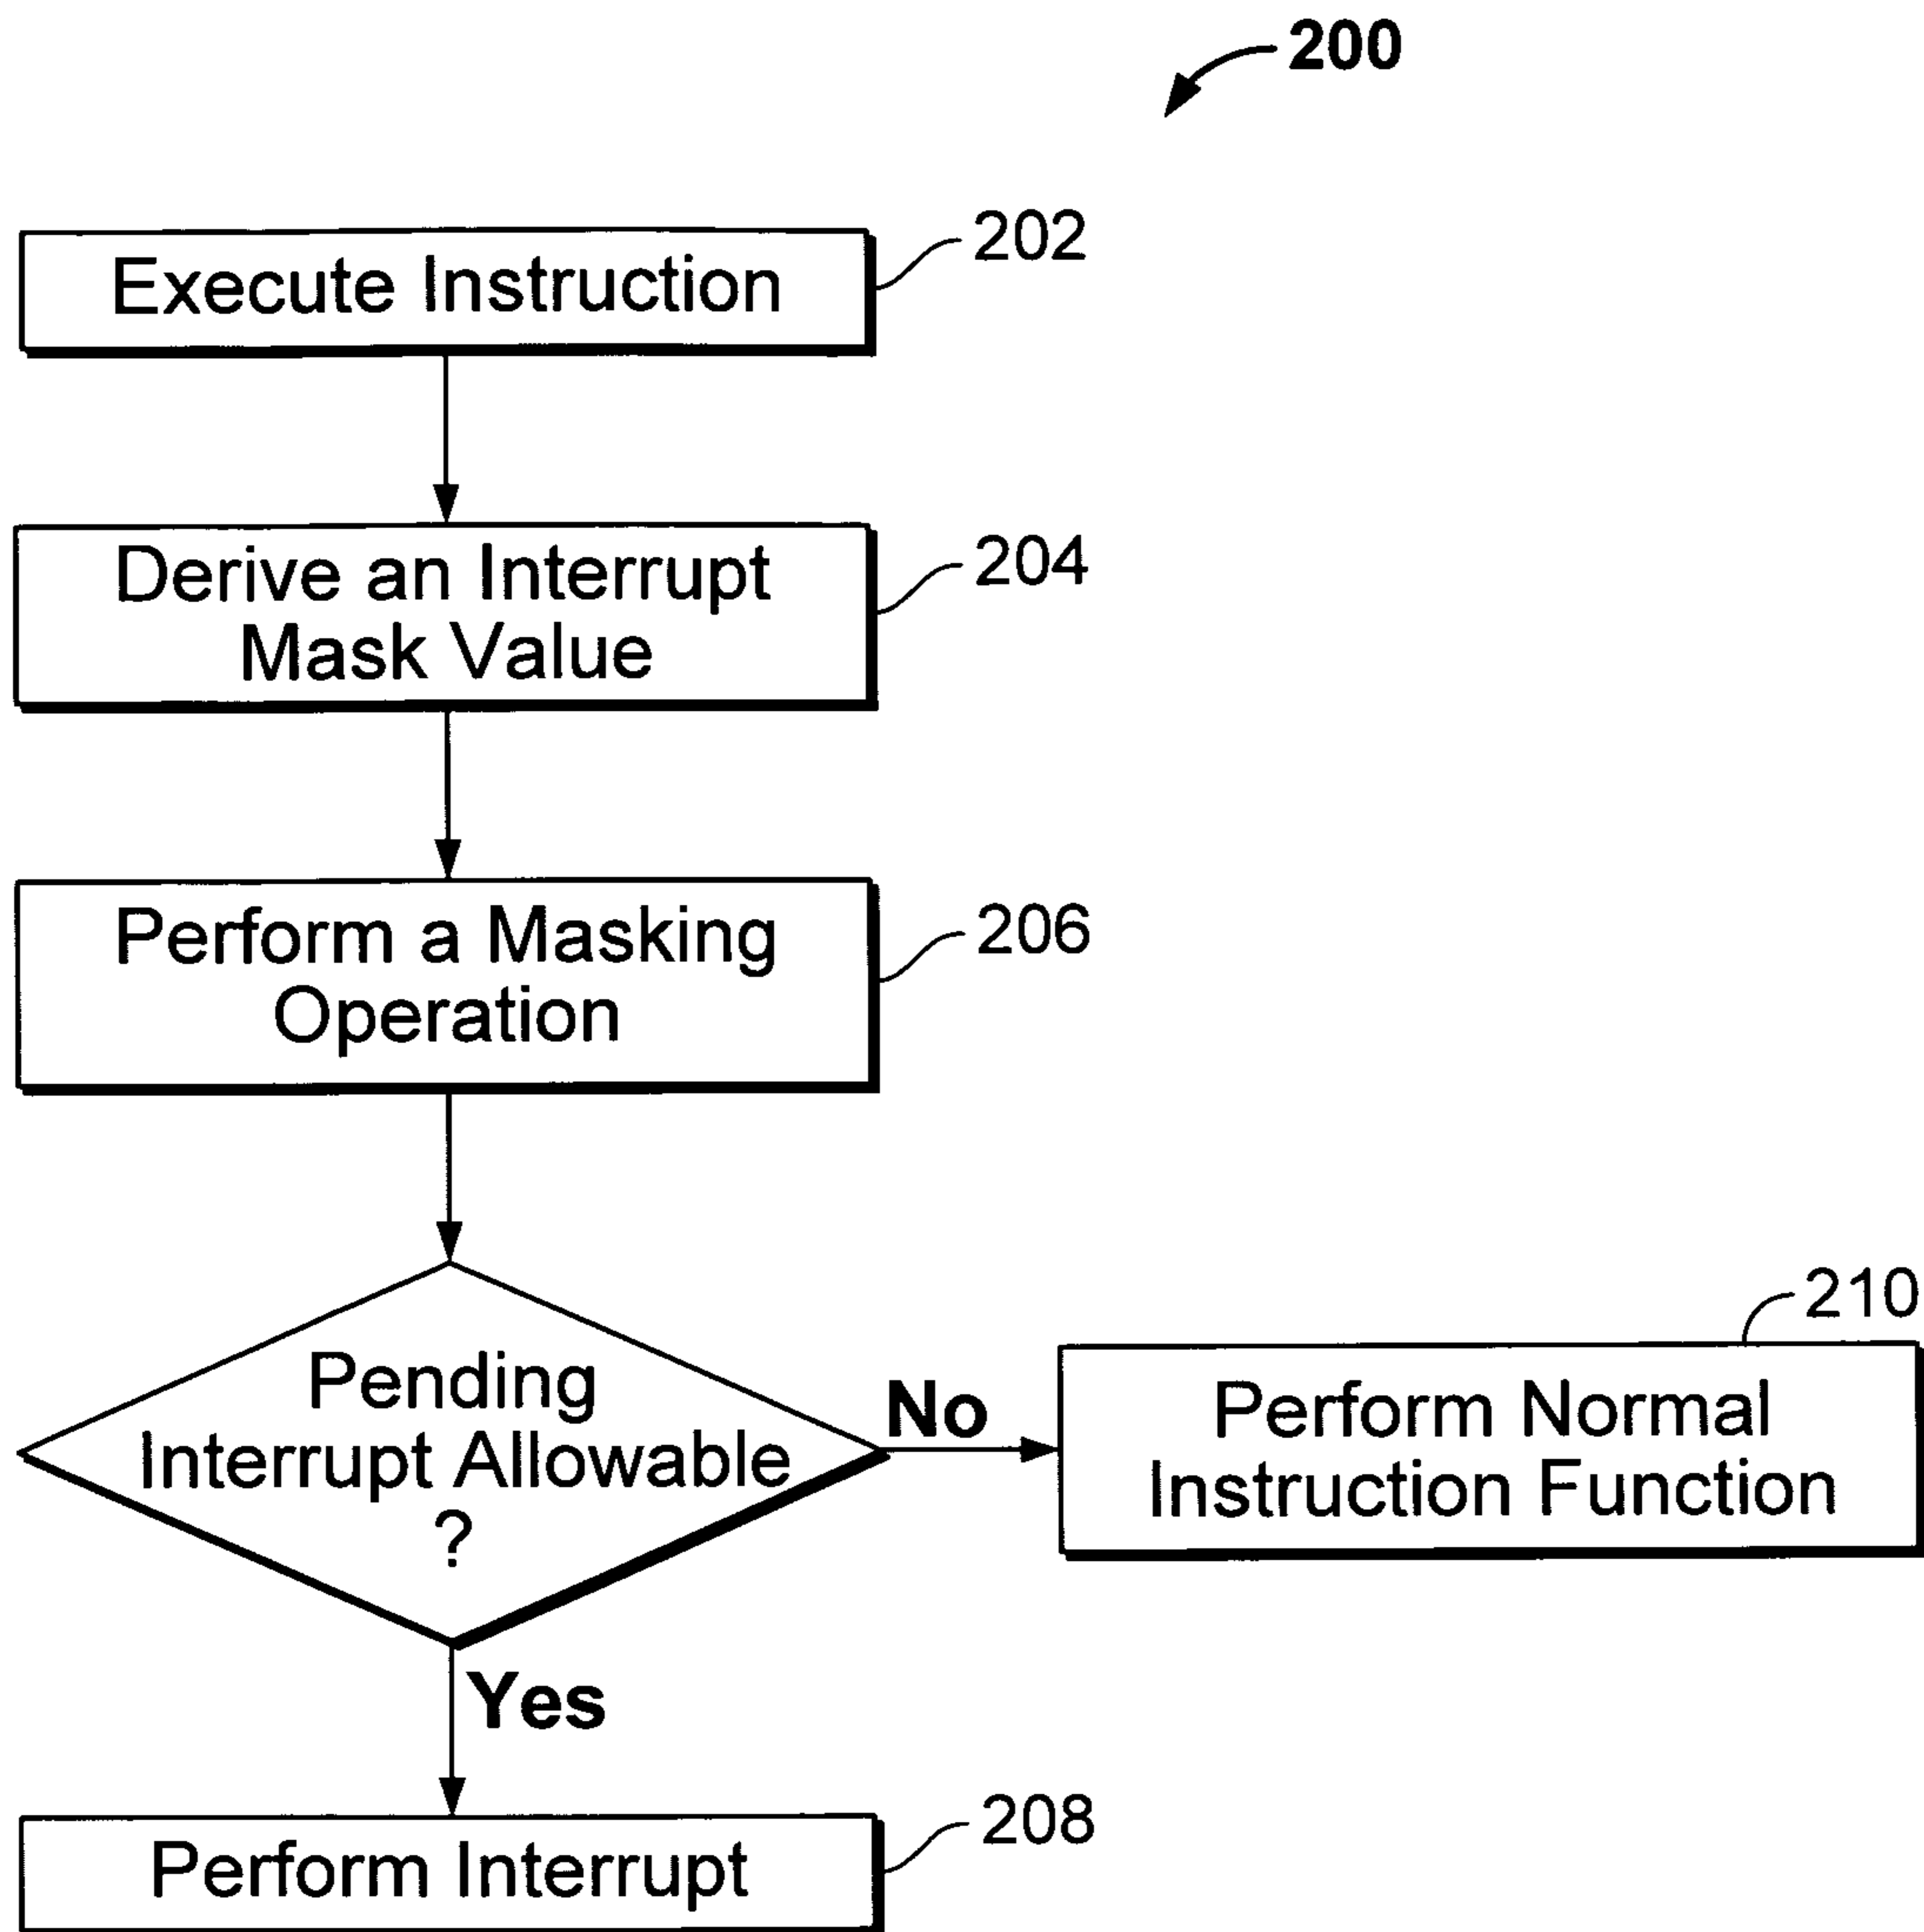 200
Execute Instruction
202
Derive an Interrupt
Mask Value
204
Perform a Masking
Operation
206
Pending
Interrupt Allowable
?
No
Perform Normal
Instruction Function
210
Yes
Perform Interrupt
208